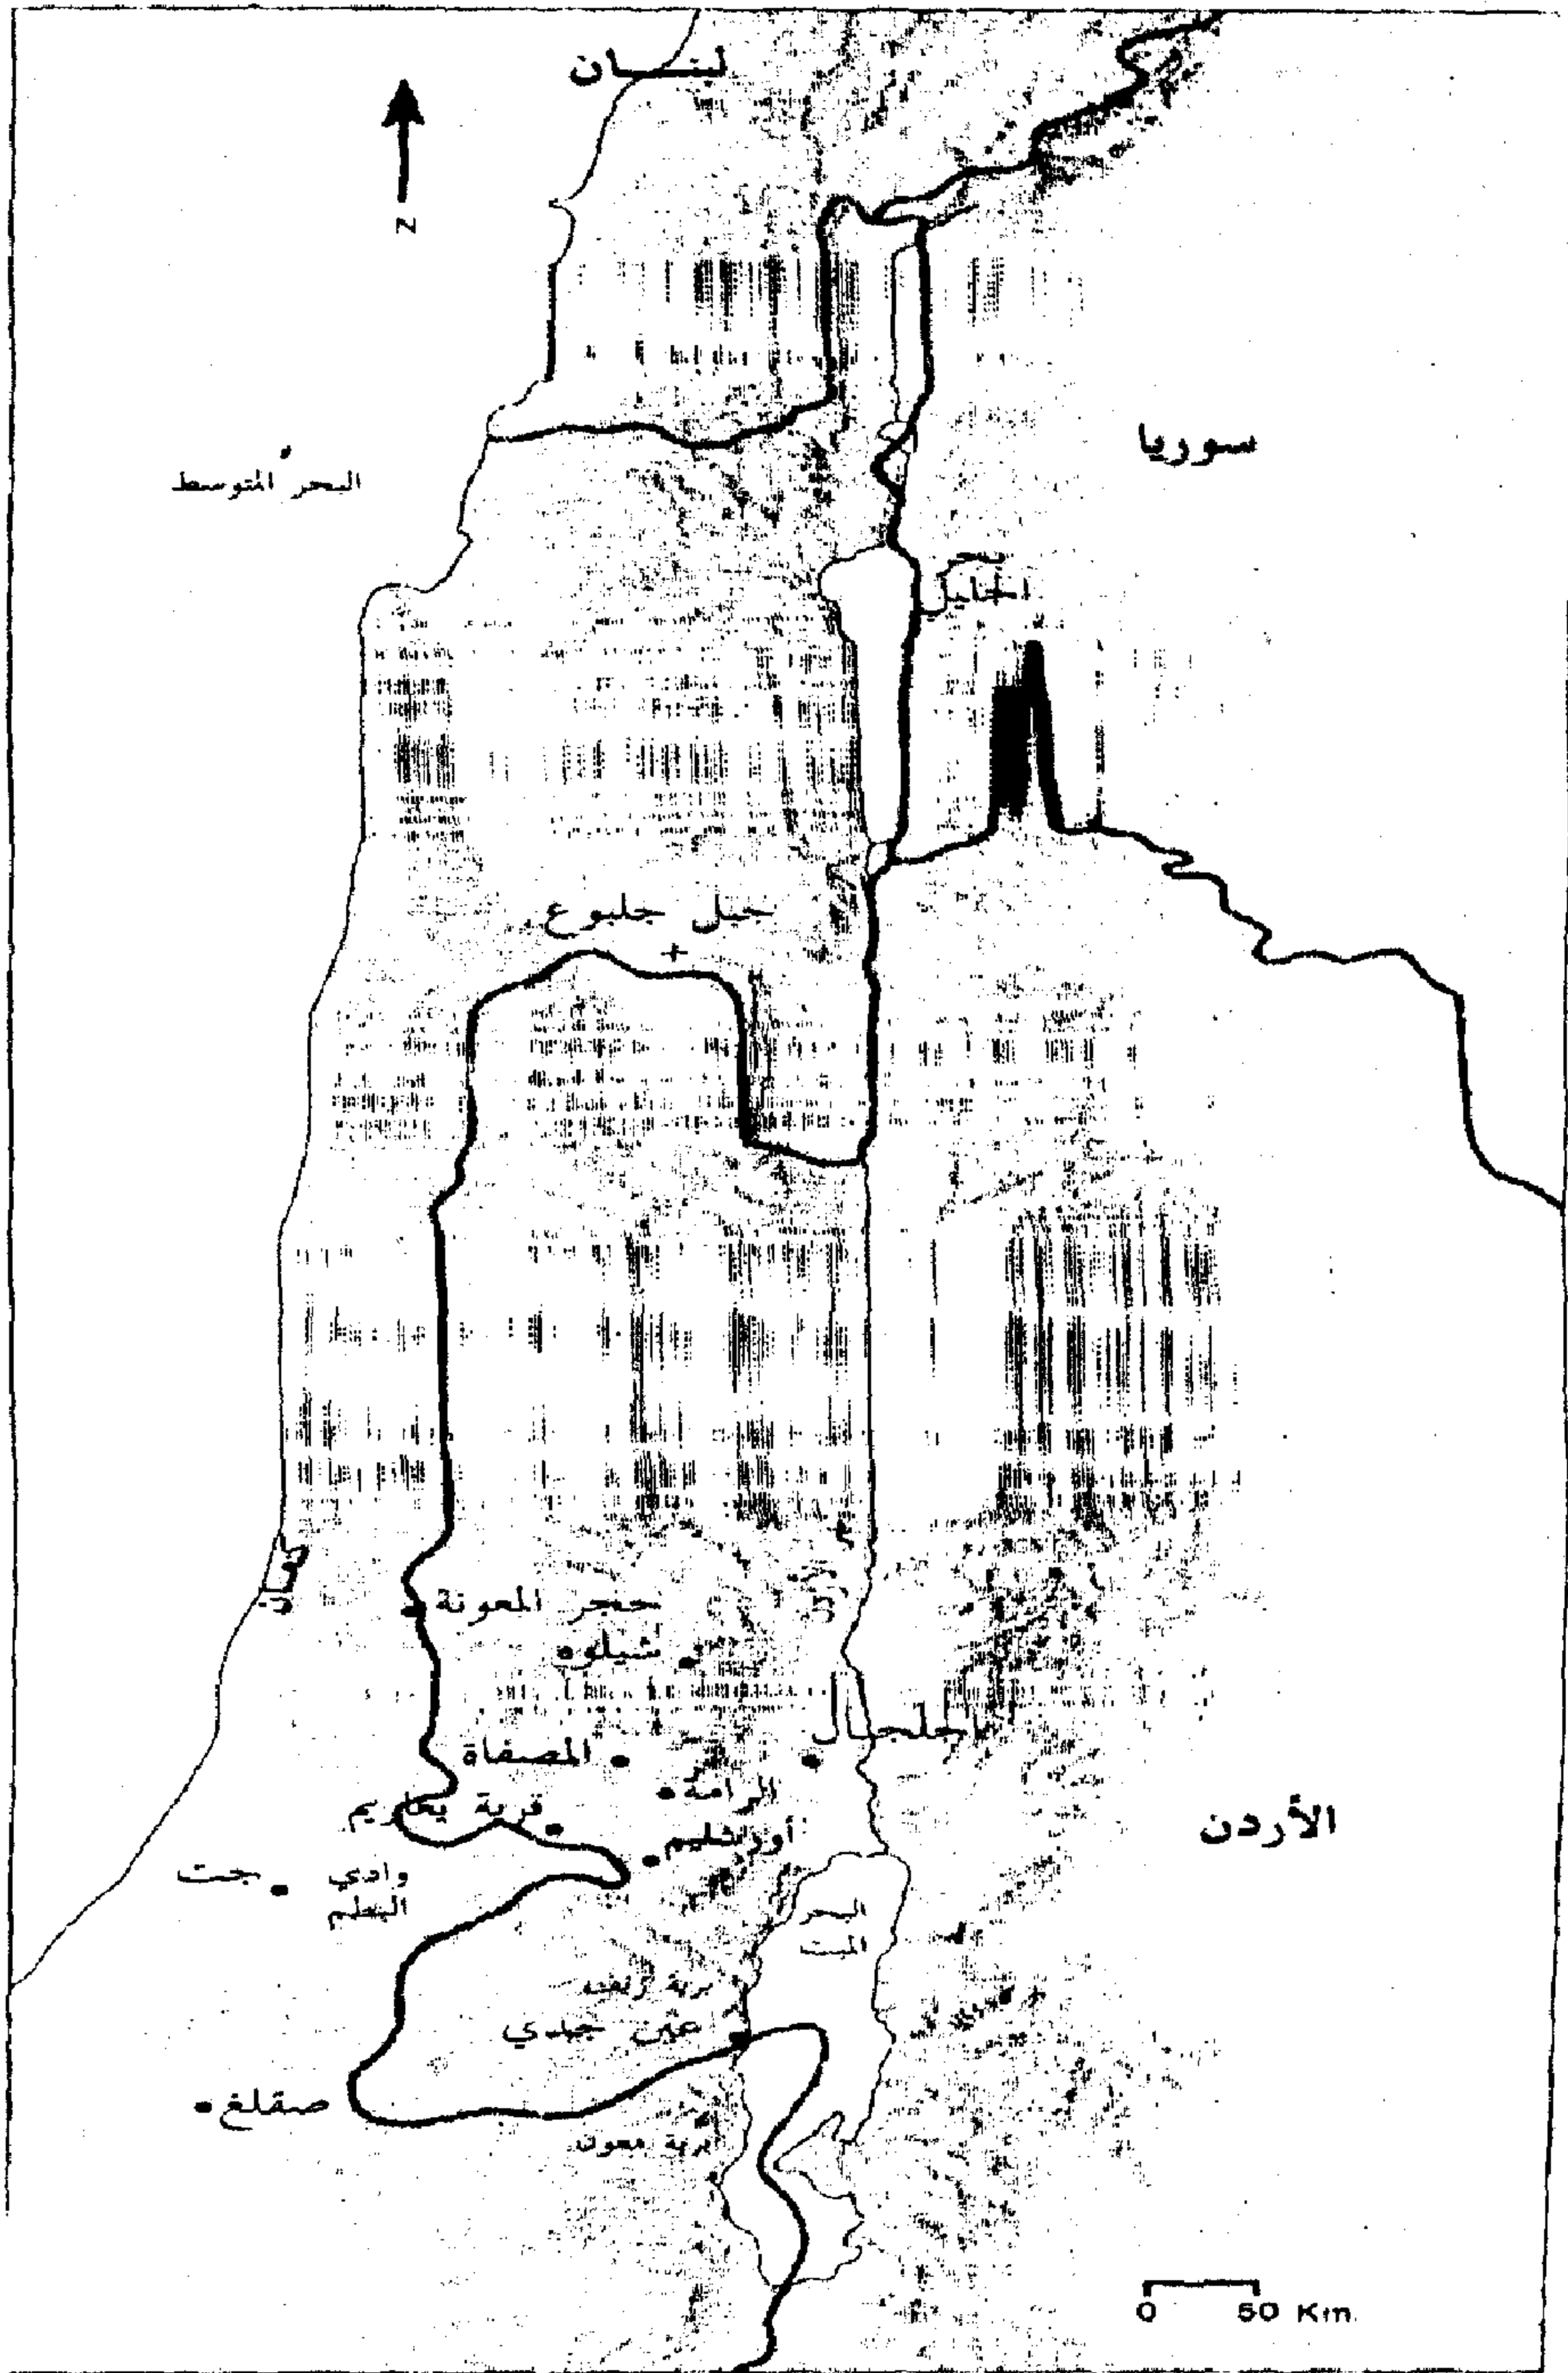 لبنان
N
سوريا
البحر المتوسط
بحر
الجليل
جبل جلبوع
كنعان
حجر المعونة
شيلوه
الجلجال
المصفاة
الرامة
قرية يعاريم
أورشليم
الأردن
جت
وادي
البطم
البحر
الميت
برية زيف
عين جدي
صقلغ
برية معون
0 50 Km.